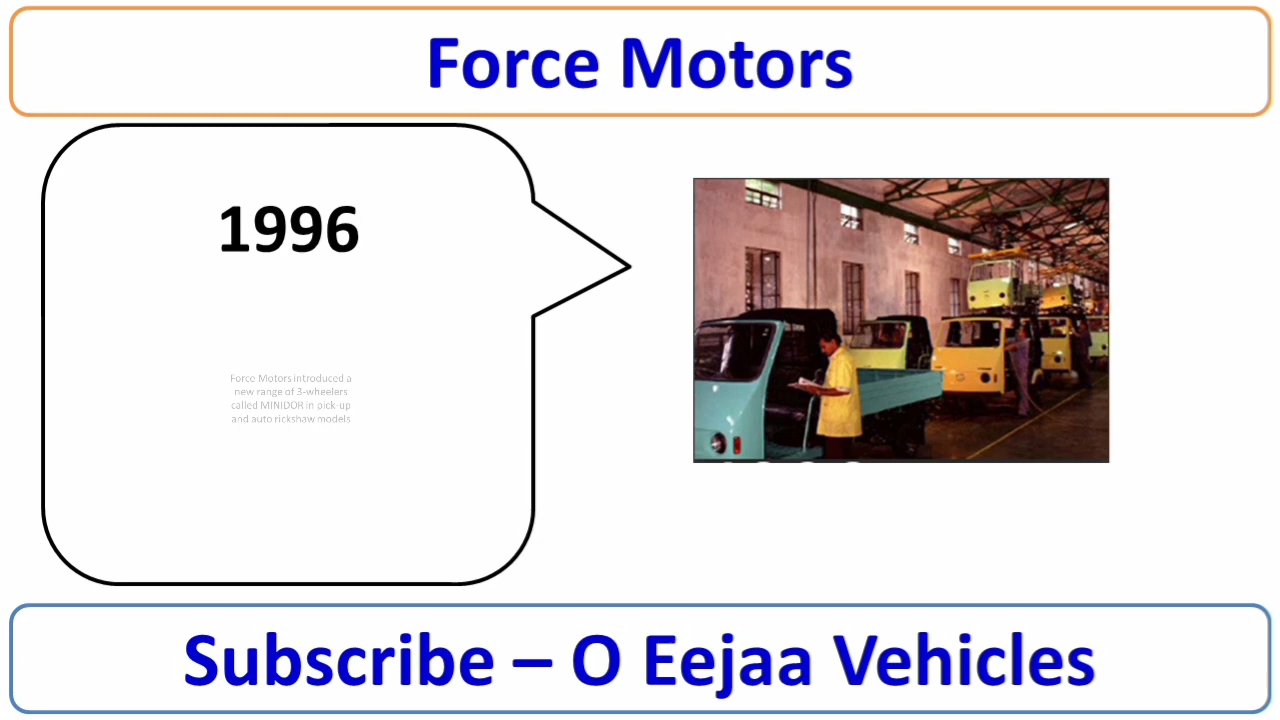 Force Motors
1996
Force Motors introduced a
new range of 3-wheelers
called MINIDOR in pick-up
and auto rickshaw models
Subscribe – O Eejaa Vehicles